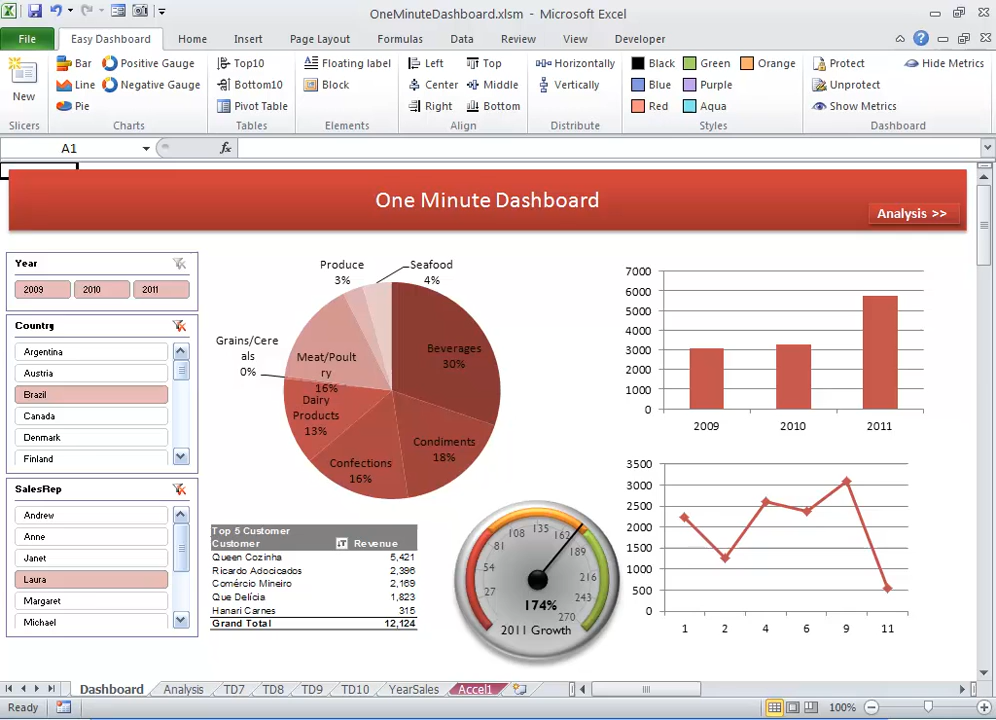 OneMinuteDashboard.xlsm - Microsoft Excel
File Easy Dashboard Home Insert Page Layout Formulas Data Review View Developer
New
Slicers
Bar Positive Gauge
Line Negative Gauge
Pie
Charts
Top10
Bottom10
Pivot Table
Tables
Floating label
Block
Elements
Left Top
Center Middle
Right Bottom
Align
Horizontally
Vertically
Distribute
Black Green Orange
Blue Purple
Red Aqua
Styles
Protect Hide Metrics
Unprotect
Show Metrics
Dashboard
A1 fx
One Minute Dashboard
Analysis >>
Year
2009 2010 2011
Country
Argentina
Austria
Brazil
Canada
Denmark
Finland
SalesRep
Andrew
Anne
Janet
Laura
Margaret
Michael
Produce
3%
Seafood
4%
Grains/Cere
als
0%
Meat/Poult
ry
16%
Beverages
30%
Dairy
Products
13%
Condiments
18%
Confections
16%
7000
6000
5000
4000
3000
2000
1000
0
2009 2010 2011
Top 5 Customer
Customer Revenue
Queen Cozinha 5,421
Ricardo Adocicados 2,396
Comércio Mineiro 2,169
Que Delícia 1,823
Hanari Carnes 315
Grand Total 12,124
27 54 81 108 135 162 189 216 243 270
174%
2011 Growth
3500
3000
2500
2000
1500
1000
500
0
1 2 4 6 9 11
Dashboard Analysis TD7 TD8 TD9 TD10 YearSales Accel1
Ready 100%